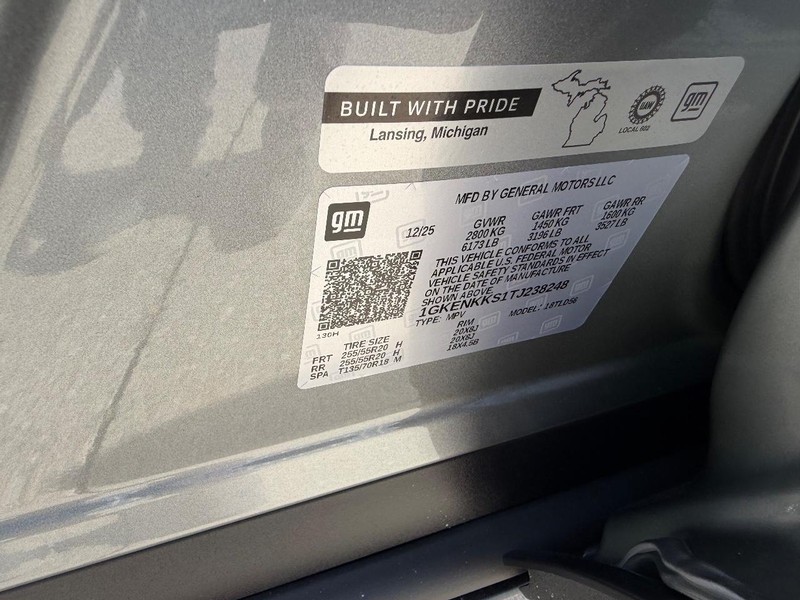 BUILT WITH PRIDE
Lansing, Michigan
UAW
LOCAL 602
gm
MFD BY GENERAL MOTORS LLC
gm
12/25 GVWR GAWR FRT GAWR RR
2800 KG 1450 KG 1600 KG
6173 LB 3196 LB 3527 LB
THIS VEHICLE CONFORMS TO ALL
APPLICABLE U.S. FEDERAL MOTOR
VEHICLE SAFETY STANDARDS IN EFFECT
ON THE DATE OF MANUFACTURE
SHOWN ABOVE.
1GKENKKS1TJ238248
TYPE: MPV MODEL: 1BTLD56
136H
TIRE SIZE RIM
FRT 255/55R20 H 20X8J
RR 255/55R20 H 20X8J
SPA T135/70R18 M 18X4.5B